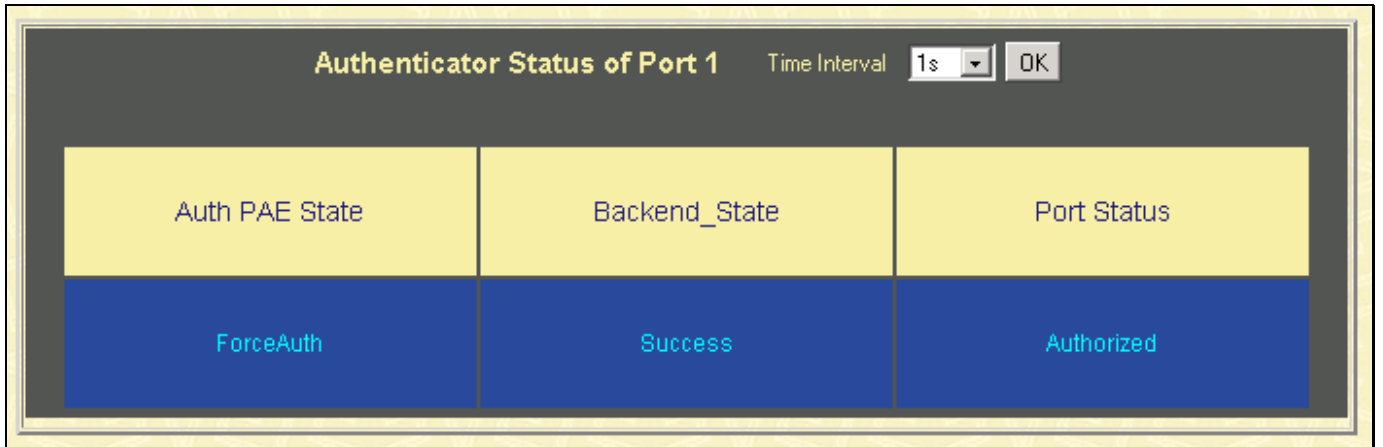 Authenticator Status of Port 1 Time Interval 1s OK
Auth PAE State Backend_State Port Status
ForceAuth Success Authorized